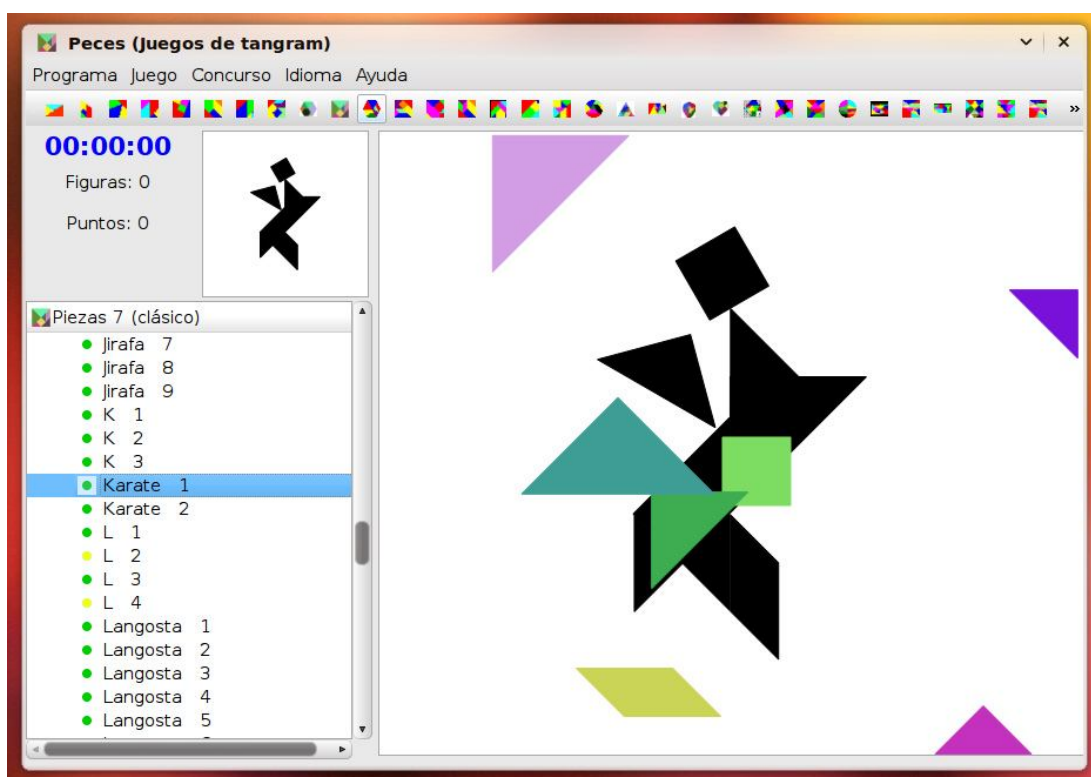 Peces (Juegos de tangram)
Programa Juego Concurso Idioma Ayuda
»
00:00:00
Figuras: 0
Puntos: 0
Piezas 7 (clásico)
Jirafa 7
Jirafa 8
Jirafa 9
K 1
K 2
K 3
Karate 1
Karate 2
L 1
L 2
L 3
L 4
Langosta 1
Langosta 2
Langosta 3
Langosta 4
Langosta 5